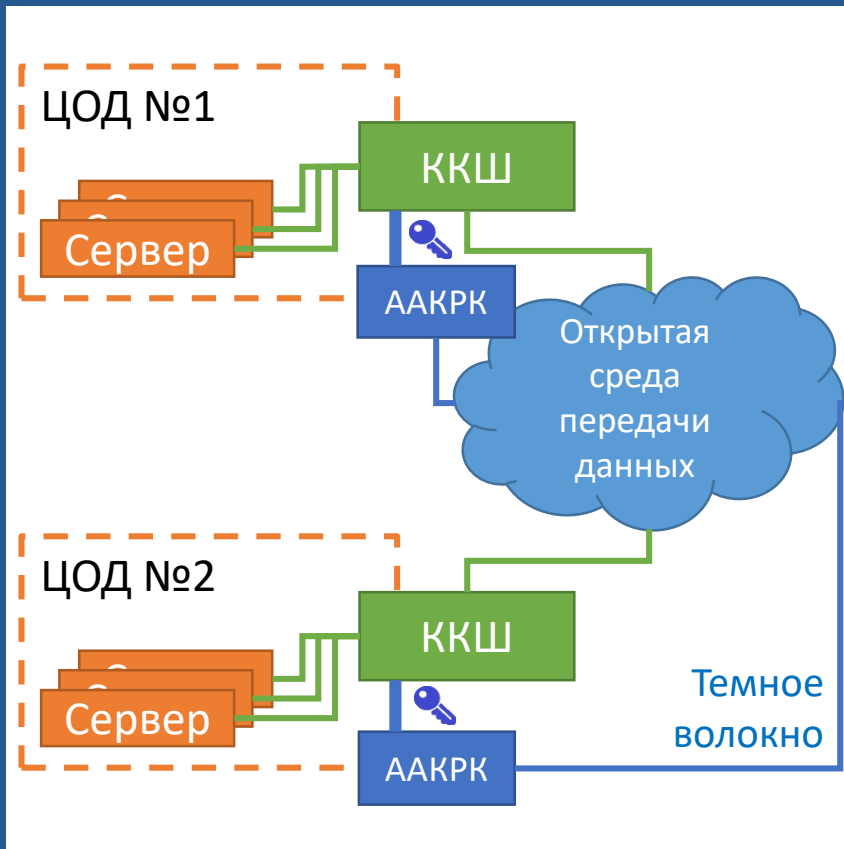 ЦОД №1
ККШ
Сервер
ААКРК
Открытая
среда
передачи
данных
ЦОД №2
ККШ
Сервер
Темное
волокно
ААКРК